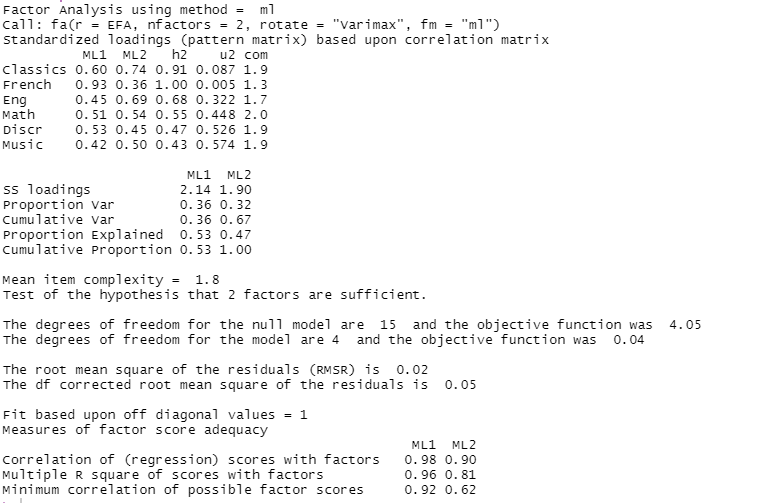 Factor Analysis using method =  ml
Call: fa(r = EFA, nfactors = 2, rotate = "Varimax", fm = "ml")
Standardized loadings (pattern matrix) based upon correlation matrix
          ML1  ML2   h2    u2 com
Classics 0.60 0.74 0.91 0.087 1.9
French   0.93 0.36 1.00 0.005 1.3
Eng      0.45 0.69 0.68 0.322 1.7
Math     0.51 0.54 0.55 0.448 2.0
Discr    0.53 0.45 0.47 0.526 1.9
Music    0.42 0.50 0.43 0.574 1.9
                       ML1  ML2
SS loadings           2.14 1.90
Proportion Var        0.36 0.32
Cumulative Var        0.36 0.67
Proportion Explained  0.53 0.47
Cumulative Proportion 0.53 1.00
Mean item complexity =  1.8
Test of the hypothesis that 2 factors are sufficient.
The degrees of freedom for the null model are  15  and the objective function was  4.05
The degrees of freedom for the model are 4  and the objective function was  0.04
The root mean square of the residuals (RMSR) is  0.02
The df corrected root mean square of the residuals is  0.05
Fit based upon off diagonal values = 1
Measures of factor score adequacy
                                                   ML1  ML2
Correlation of (regression) scores with factors   0.98 0.90
Multiple R square of scores with factors          0.96 0.81
Minimum correlation of possible factor scores     0.92 0.62